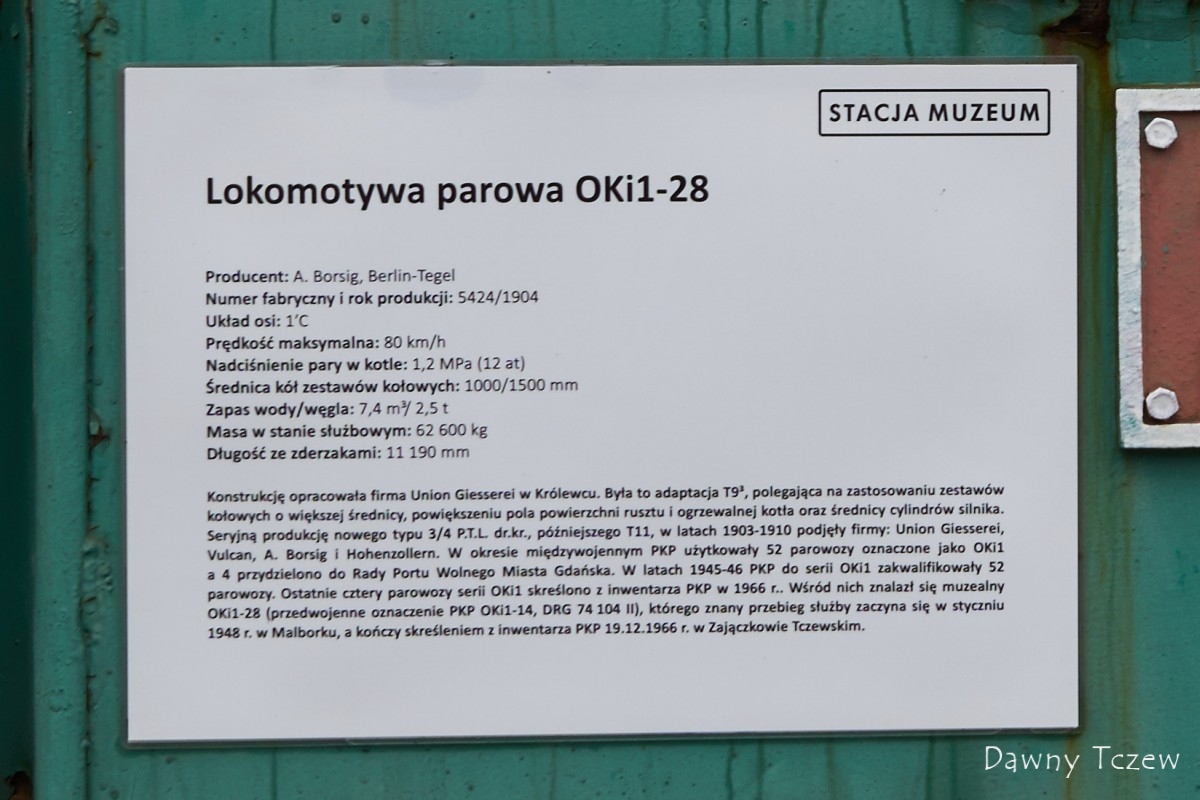 STACJA MUZEUM
Lokomotywa parowa OKi1-28
Producent: A. Borsig, Berlin-Tegel
Numer fabryczny i rok produkcji: 5424/1904
Układ osi: 1'C
Prędkość maksymalna: 80 km/h
Nadciśnienie pary w kotle: 1,2 MPa (12 at)
Średnica kół zestawów kołowych: 1000/1500 mm
Zapas wody/węgla: 7,4 m³/ 2,5 t
Masa w stanie służbowym: 62 600 kg
Długość ze zderzakami: 11 190 mm
Konstrukcję opracowała firma Union Giesserei w Królewcu. Była to adaptacja T9³, polegająca na zastosowaniu zestawów
kołowych o większej średnicy, powiększeniu pola powierzchni rusztu i ogrzewalnej kotła oraz średnicy cylindrów silnika.
Seryjną produkcję nowego typu 3/4 P.T.L. dr.kr., późniejszego T11, w latach 1903-1910 podjęły firmy: Union Giesserei,
Vulcan, A. Borsig i Hohenzollern. W okresie międzywojennym PKP użytkowały 52 parowozy oznaczone jako OKi1
a 4 przydzielono do Rady Portu Wolnego Miasta Gdańska. W latach 1945-46 PKP do serii OKi1 zakwalifikowały 52
parowozy. Ostatnie cztery parowozy serii OKi1 skreślono z inwentarza PKP w 1966 r.. Wśród nich znalazł się muzealny
OKi1-28 (przedwojenne oznaczenie PKP OKi1-14, DRG 74 104 II), którego znany przebieg służby zaczyna się w styczniu
1948 r. w Malborku, a kończy skreśleniem z inwentarza PKP 19.12.1966 r. w Zajączkowie Tczewskim.
Dawny Tczew